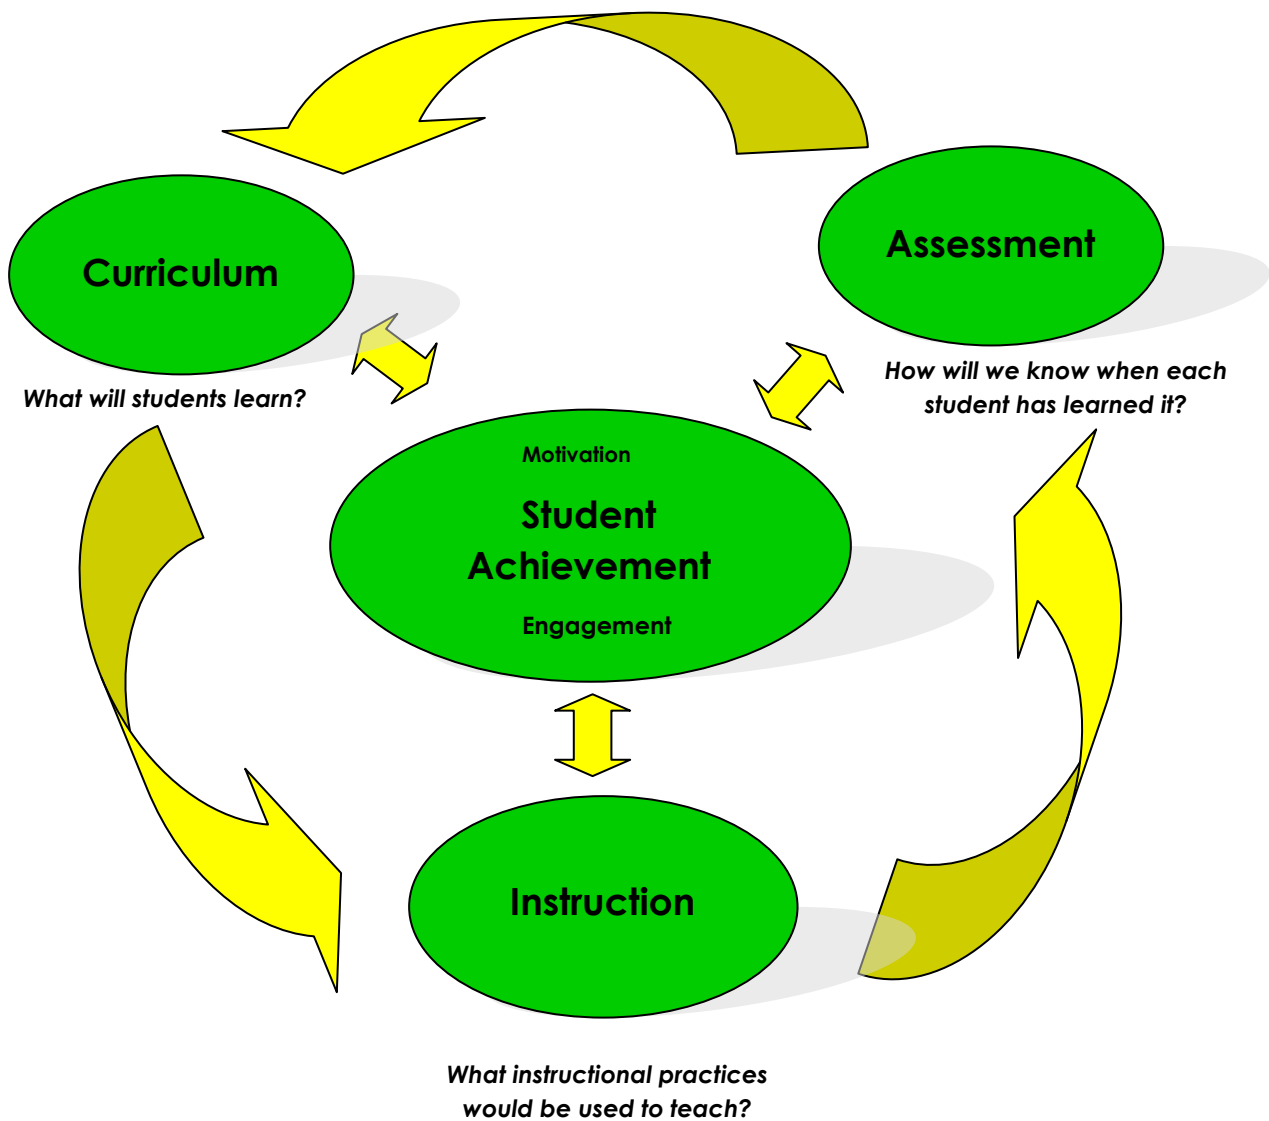 Curriculum
What will students learn?
Assessment
How will we know when each
student has learned it?
Motivation
Student
Achievement
Engagement
Instruction
What instructional practices
would be used to teach?